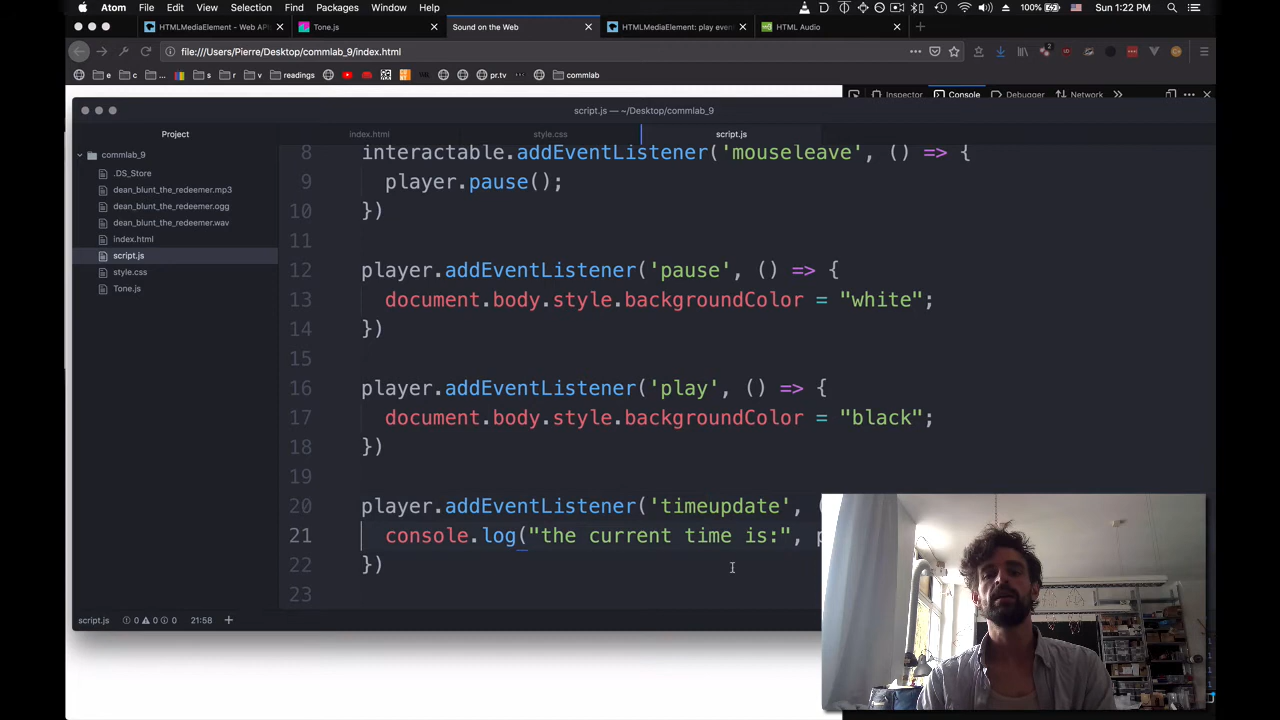 Atom File Edit View Selection Find Packages Window Help 100% Sun 1:22 PM
HTMLMediaElement - Web API
Tone.js
Sound on the Web
HTMLMediaElement: play even
HTML Audio
file:///Users/Pierre/Desktop/commlab_9/index.html
e c ... s r v readings pr.tv commlab
Inspector Console Debugger Network
script.js — ~/Desktop/commlab_9
Project
index.html style.css script.js
commlab_9
.DS_Store
dean_blunt_the_redeemer.mp3
dean_blunt_the_redeemer.ogg
dean_blunt_the_redeemer.wav
index.html
script.js
style.css
Tone.js
8 interactable.addEventListener('mouseleave', () => {
9 player.pause();
10 })
11
12 player.addEventListener('pause', () => {
13 document.body.style.backgroundColor = "white";
14 })
15
16 player.addEventListener('play', () => {
17 document.body.style.backgroundColor = "black";
18 })
19
20 player.addEventListener('timeupdate', (
21 console.log("the current time is:", p
22 })
23
script.js 0 0 0 21:58